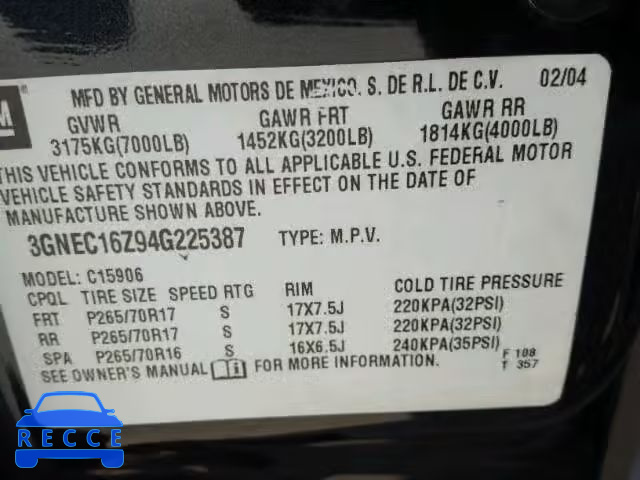 GM
MFD BY GENERAL MOTORS DE MEXICO. S. DE R.L. DE C.V. 02/04
GVWR GAWR FRT GAWR RR
3175KG(7000LB) 1452KG(3200LB) 1814KG(4000LB)
THIS VEHICLE CONFORMS TO ALL APPLICABLE U.S. FEDERAL MOTOR
VEHICLE SAFETY STANDARDS IN EFFECT ON THE DATE OF
MANUFACTURE SHOWN ABOVE.
3GNEC16Z94G225387 TYPE: M.P.V.
MODEL: C15906
CPQL TIRE SIZE SPEED RTG RIM COLD TIRE PRESSURE
FRT P265/70R17 S 17X7.5J 220KPA(32PSI)
RR P265/70R17 S 17X7.5J 220KPA(32PSI)
SPA P265/70R16 S 16X6.5J 240KPA(35PSI)
SEE OWNER'S MANUAL FOR MORE INFORMATION. F 108
T 357